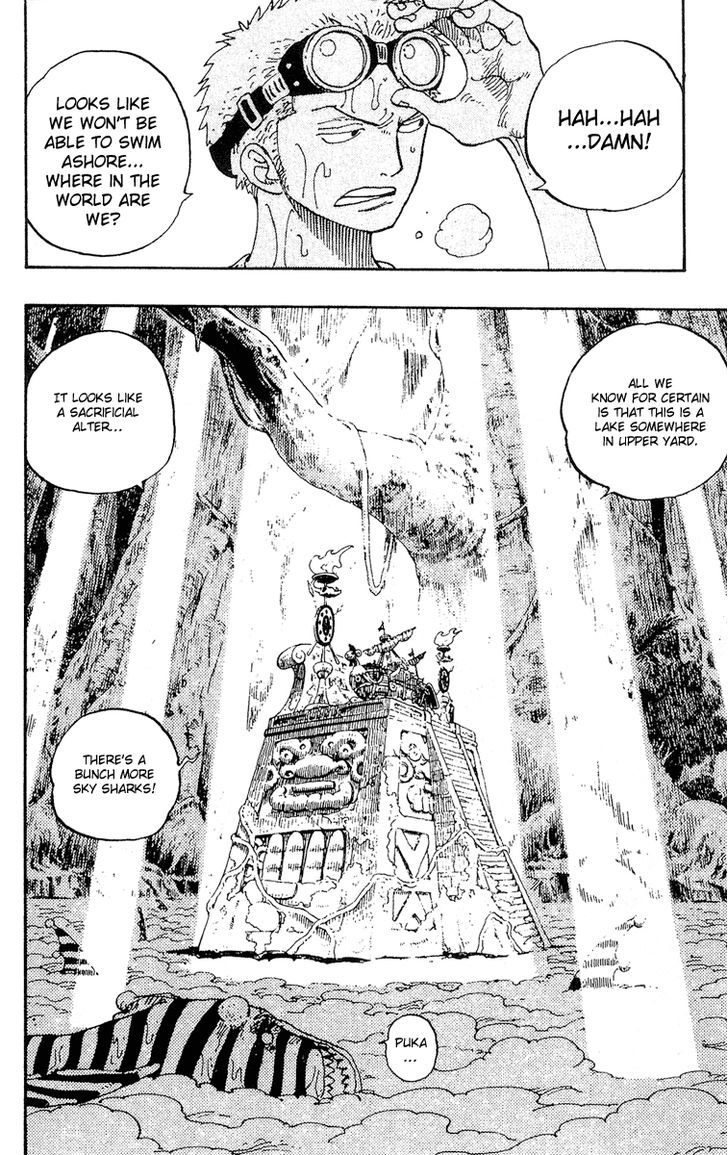 HAH...HAH
...DAMN!
LOOKS LIKE
WE WON'T BE
ABLE TO SWIM
ASHORE...
WHERE IN THE
WORLD ARE
WE?
ALL WE
KNOW FOR CERTAIN
IS THAT THIS IS A
LAKE SOMEWHERE
IN UPPER YARD.
IT LOOKS LIKE
A SACRIFICIAL
ALTER...
THERE'S A
BUNCH MORE
SKY SHARKS!
PUKA
...